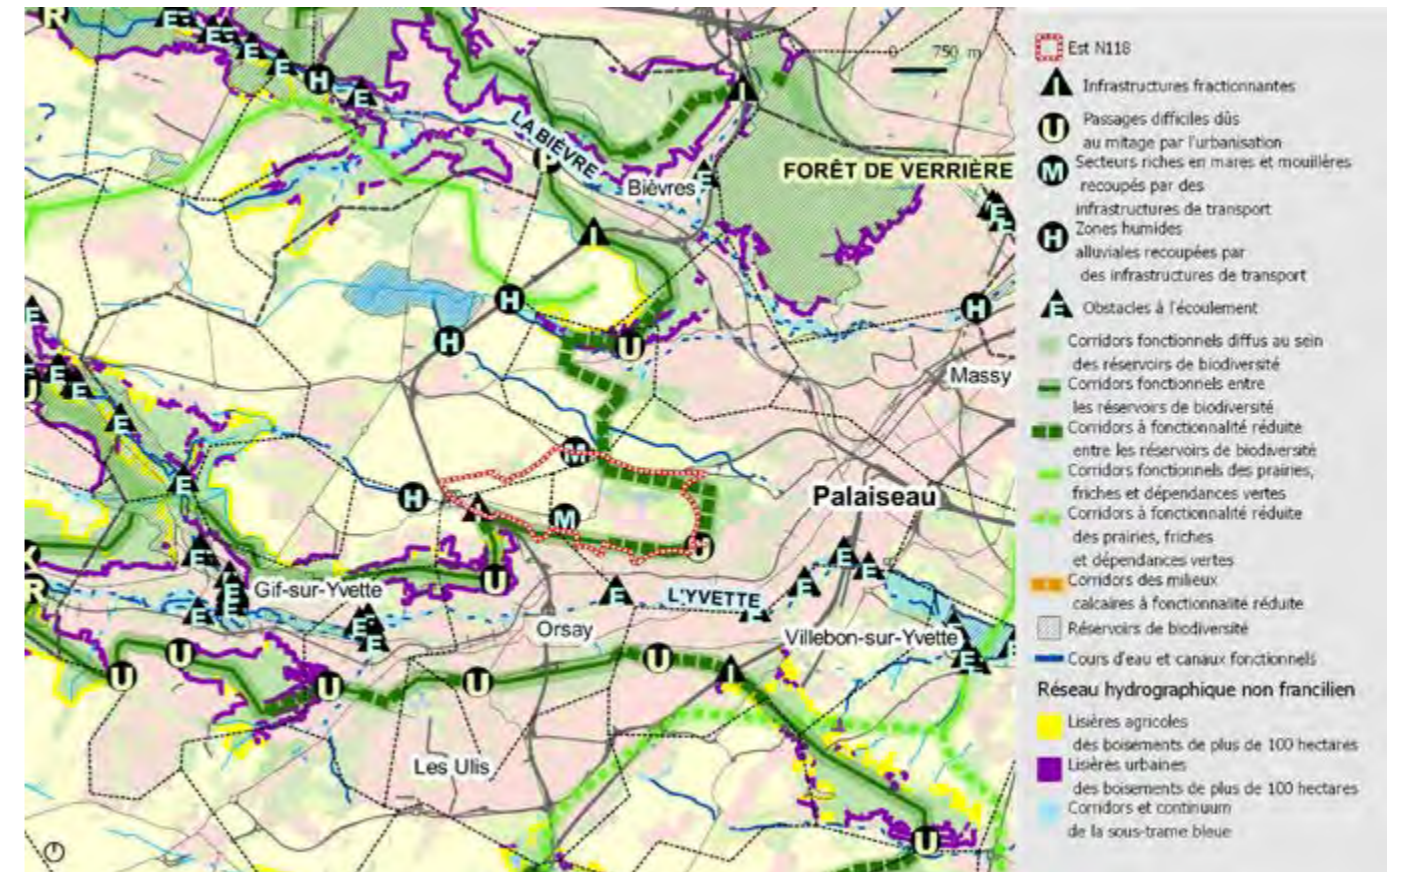 R
E
E
E
E
H
E
0 750 m
I
LA BIÈVRE
Bièvres
E
FORÊT DE VERRIÈRE
E
E
I
H
H
H
U
E
E
E
U
E
Massy
M
E
H
I
M
Palaiseau
U
E
E
E
R
E
E
Gif-sur-Yvette
U
E
L'YVETTE
E
E
E
E
E
Orsay
Villebon-sur-Yvette
E
U
U
U
U
U
I
Les Ulis
U
Est N118
I
Infrastructures fractionnantes
U
Passages difficiles dûs
au mitage par l'urbanisation
M
Secteurs riches en mares et mouillères
recoupés par des
infrastructures de transport
H
Zones humides
alluviales recoupées par
des infrastructures de transport
E
Obstacles à l'écoulement
Corridors fonctionnels diffus au sein
des réservoirs de biodiversité
Corridors fonctionnels entre
les réservoirs de biodiversité
Corridors à fonctionnalité réduite
entre les réservoirs de biodiversité
Corridors fonctionnels des prairies,
friches et dépendances vertes
Corridors à fonctionnalité réduite
des prairies, friches
et dépendances vertes
Corridors des milieux
calcaires à fonctionnalité réduite
Réservoirs de biodiversité
Cours d'eau et canaux fonctionnels
Réseau hydrographique non francilien
Lisières agricoles
des boisements de plus de 100 hectares
Lisières urbaines
des boisements de plus de 100 hectares
Corridors et continuum
de la sous-trame bleue